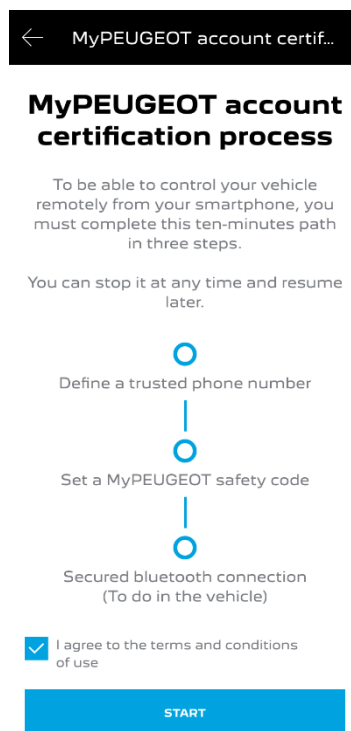 MyPEUGEOT account certif...
MyPEUGEOT account
certification process
To be able to control your vehicle
remotely from your smartphone, you
must complete this ten-minutes path
in three steps.
You can stop it at any time and resume
later.
Define a trusted phone number
Set a MyPEUGEOT safety code
Secured bluetooth connection
(To do in the vehicle)
I agree to the terms and conditions
of use
START